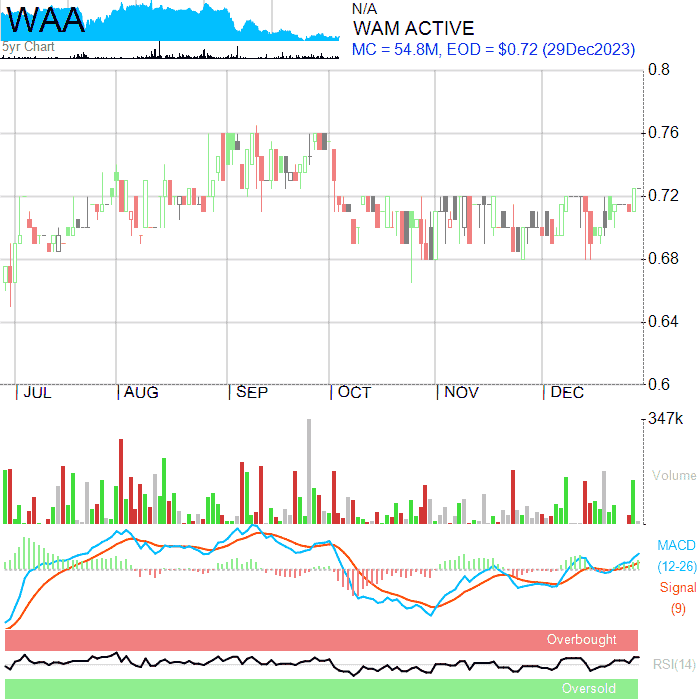 WAA
5yr Chart
N/A
WAM ACTIVE
MC = 54.8M, EOD = $0.72 (29Dec2023)
0.8
0.76
0.72
0.68
0.64
0.6
JUL AUG SEP OCT NOV DEC
347k
Volume
MACD
(12-26)
Signal
(9)
Overbought
RSI(14)
Oversold